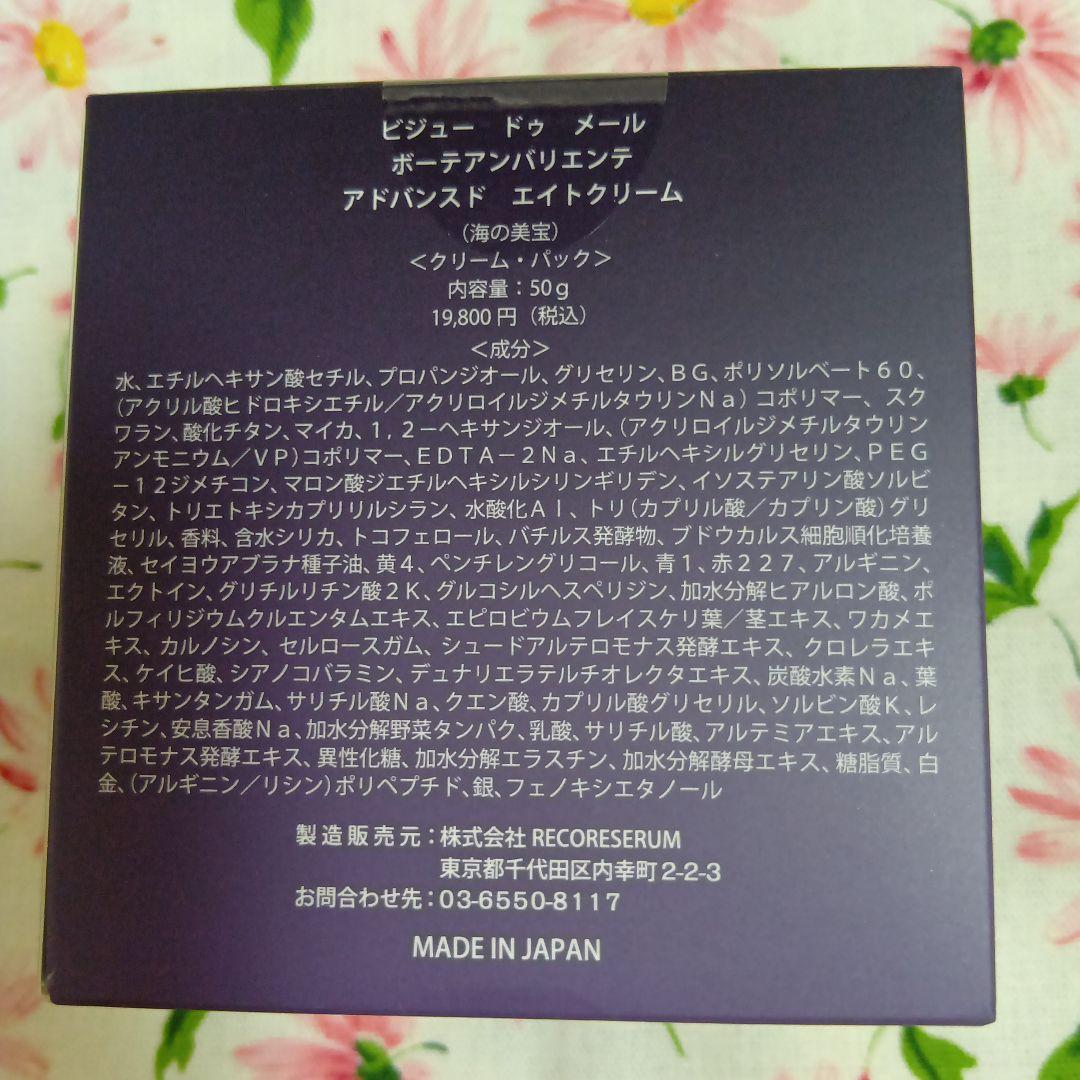 ビジュー　ドゥ　メール
ボーテアンバリエンテ
アドバンスド　エイトクリーム
（海の美宝）
＜クリーム・パック＞
内容量：50g
19,800円（税込）
＜成分＞
水、エチルヘキサン酸セチル、プロパンジオール、グリセリン、BG、ポリソルベート60、
（アクリル酸ヒドロキシエチル／アクリロイルジメチルタウリンNa）コポリマー、スク
ワラン、酸化チタン、マイカ、1,2－ヘキサンジオール、（アクリロイルジメチルタウリン
アンモニウム／VP）コポリマー、EDTA－2Na、エチルヘキシルグリセリン、PEG
－12ジメチコン、マロン酸ジエチルヘキシルシリンギリデン、イソステアリン酸ソルビ
タン、トリエトキシカプリリルシラン、水酸化Al、トリ（カプリル酸／カプリン酸）グリ
セリル、香料、含水シリカ、トコフェロール、バチルス発酵物、ブドウカルス細胞順化培養
液、セイヨウアブラナ種子油、黄4、ペンチレングリコール、青1、赤227、アルギニン、
エクトイン、グリチルリチン酸2K、グルコシルヘスペリジン、加水分解ヒアルロン酸、ポ
ルフィリジウムクルエンタムエキス、エピロビウムフレイスケリ葉／茎エキス、ワカメエ
キス、カルノシン、セルロースガム、シュードアルテロモナス発酵エキス、クロレラエキ
ス、ケイヒ酸、シアノコバラミン、デュナリエラテルチオレクタエキス、炭酸水素Na、葉
酸、キサンタンガム、サリチル酸Na、クエン酸、カプリル酸グリセリル、ソルビン酸K、レ
シチン、安息香酸Na、加水分解野菜タンパク、乳酸、サリチル酸、アルテミアエキス、アル
テロモナス発酵エキス、異性化糖、加水分解エラスチン、加水分解酵母エキス、糖脂質、白
金、（アルギニン／リシン）ポリペプチド、銀、フェノキシエタノール
製造販売元：株式会社 RECORESERUM
東京都千代田区内幸町2-2-3
お問合わせ先：03-6550-8117
MADE IN JAPAN